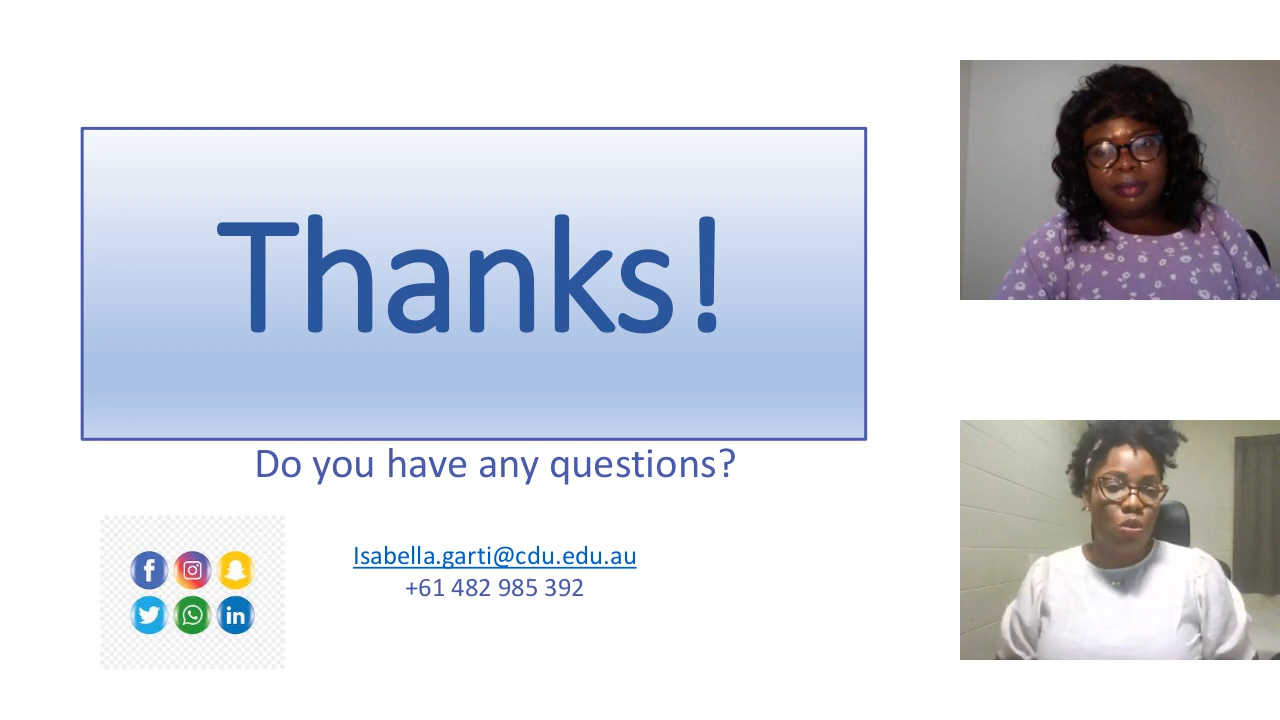 Thanks!
Do you have any questions?
Isabella.garti@cdu.edu.au
+61 482 985 392